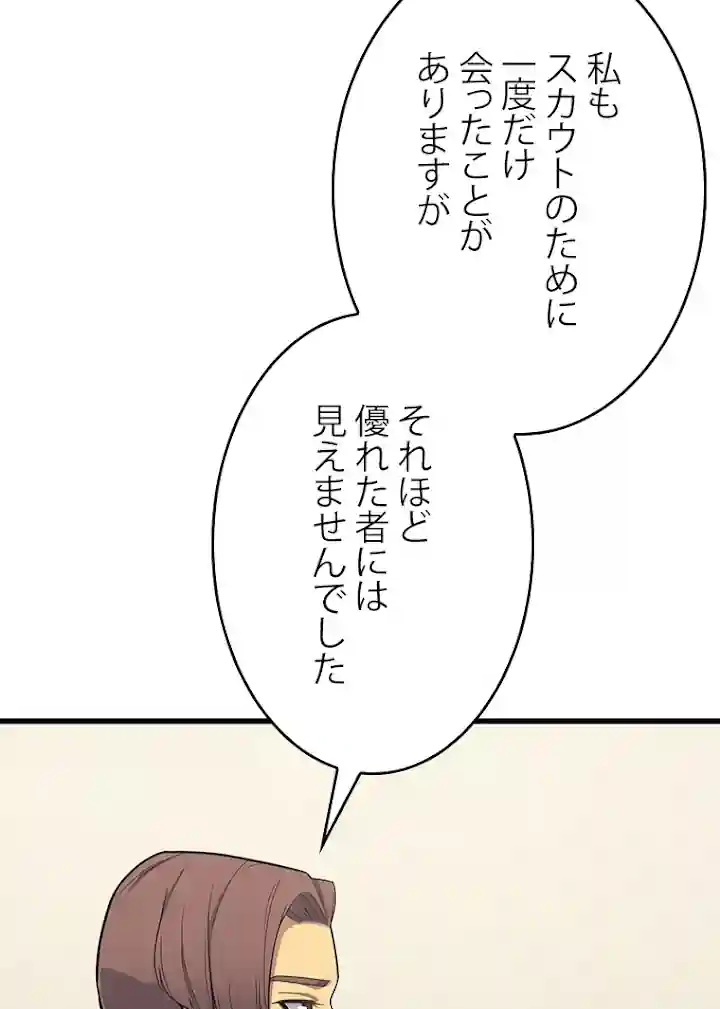 私も
スカウトのために
一度だけ
会ったことが
ありますが
それほど
優れた者には
見えませんでした